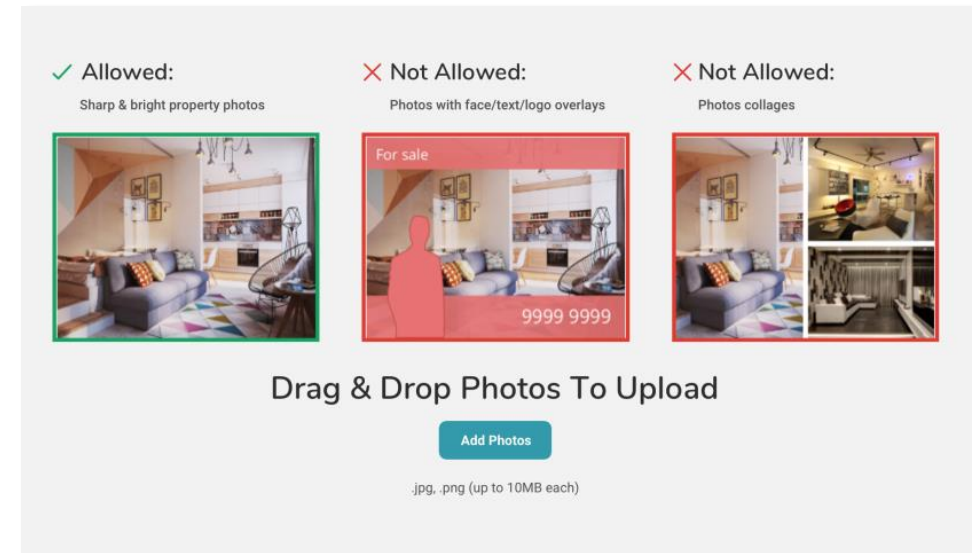 Allowed:
Sharp & bright property photos
Not Allowed:
Photos with face/text/logo overlays
Not Allowed:
Photos collages
For sale
9999 9999
Drag & Drop Photos To Upload
Add Photos
.jpg, .png (up to 10MB each)